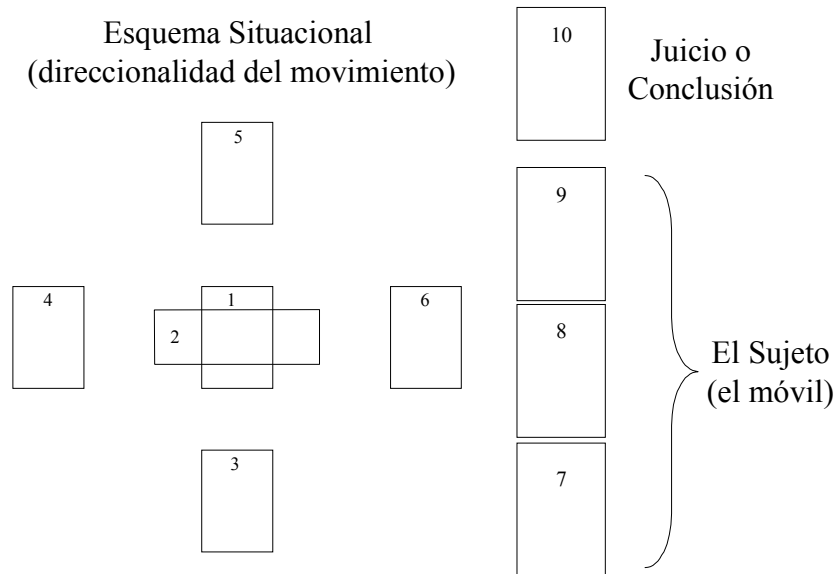 Esquema Situacional
(direccionalidad del movimiento)
10
Juicio o
Conclusión
5
9
4
1
6
2
8
El Sujeto
(el móvil)
3
7